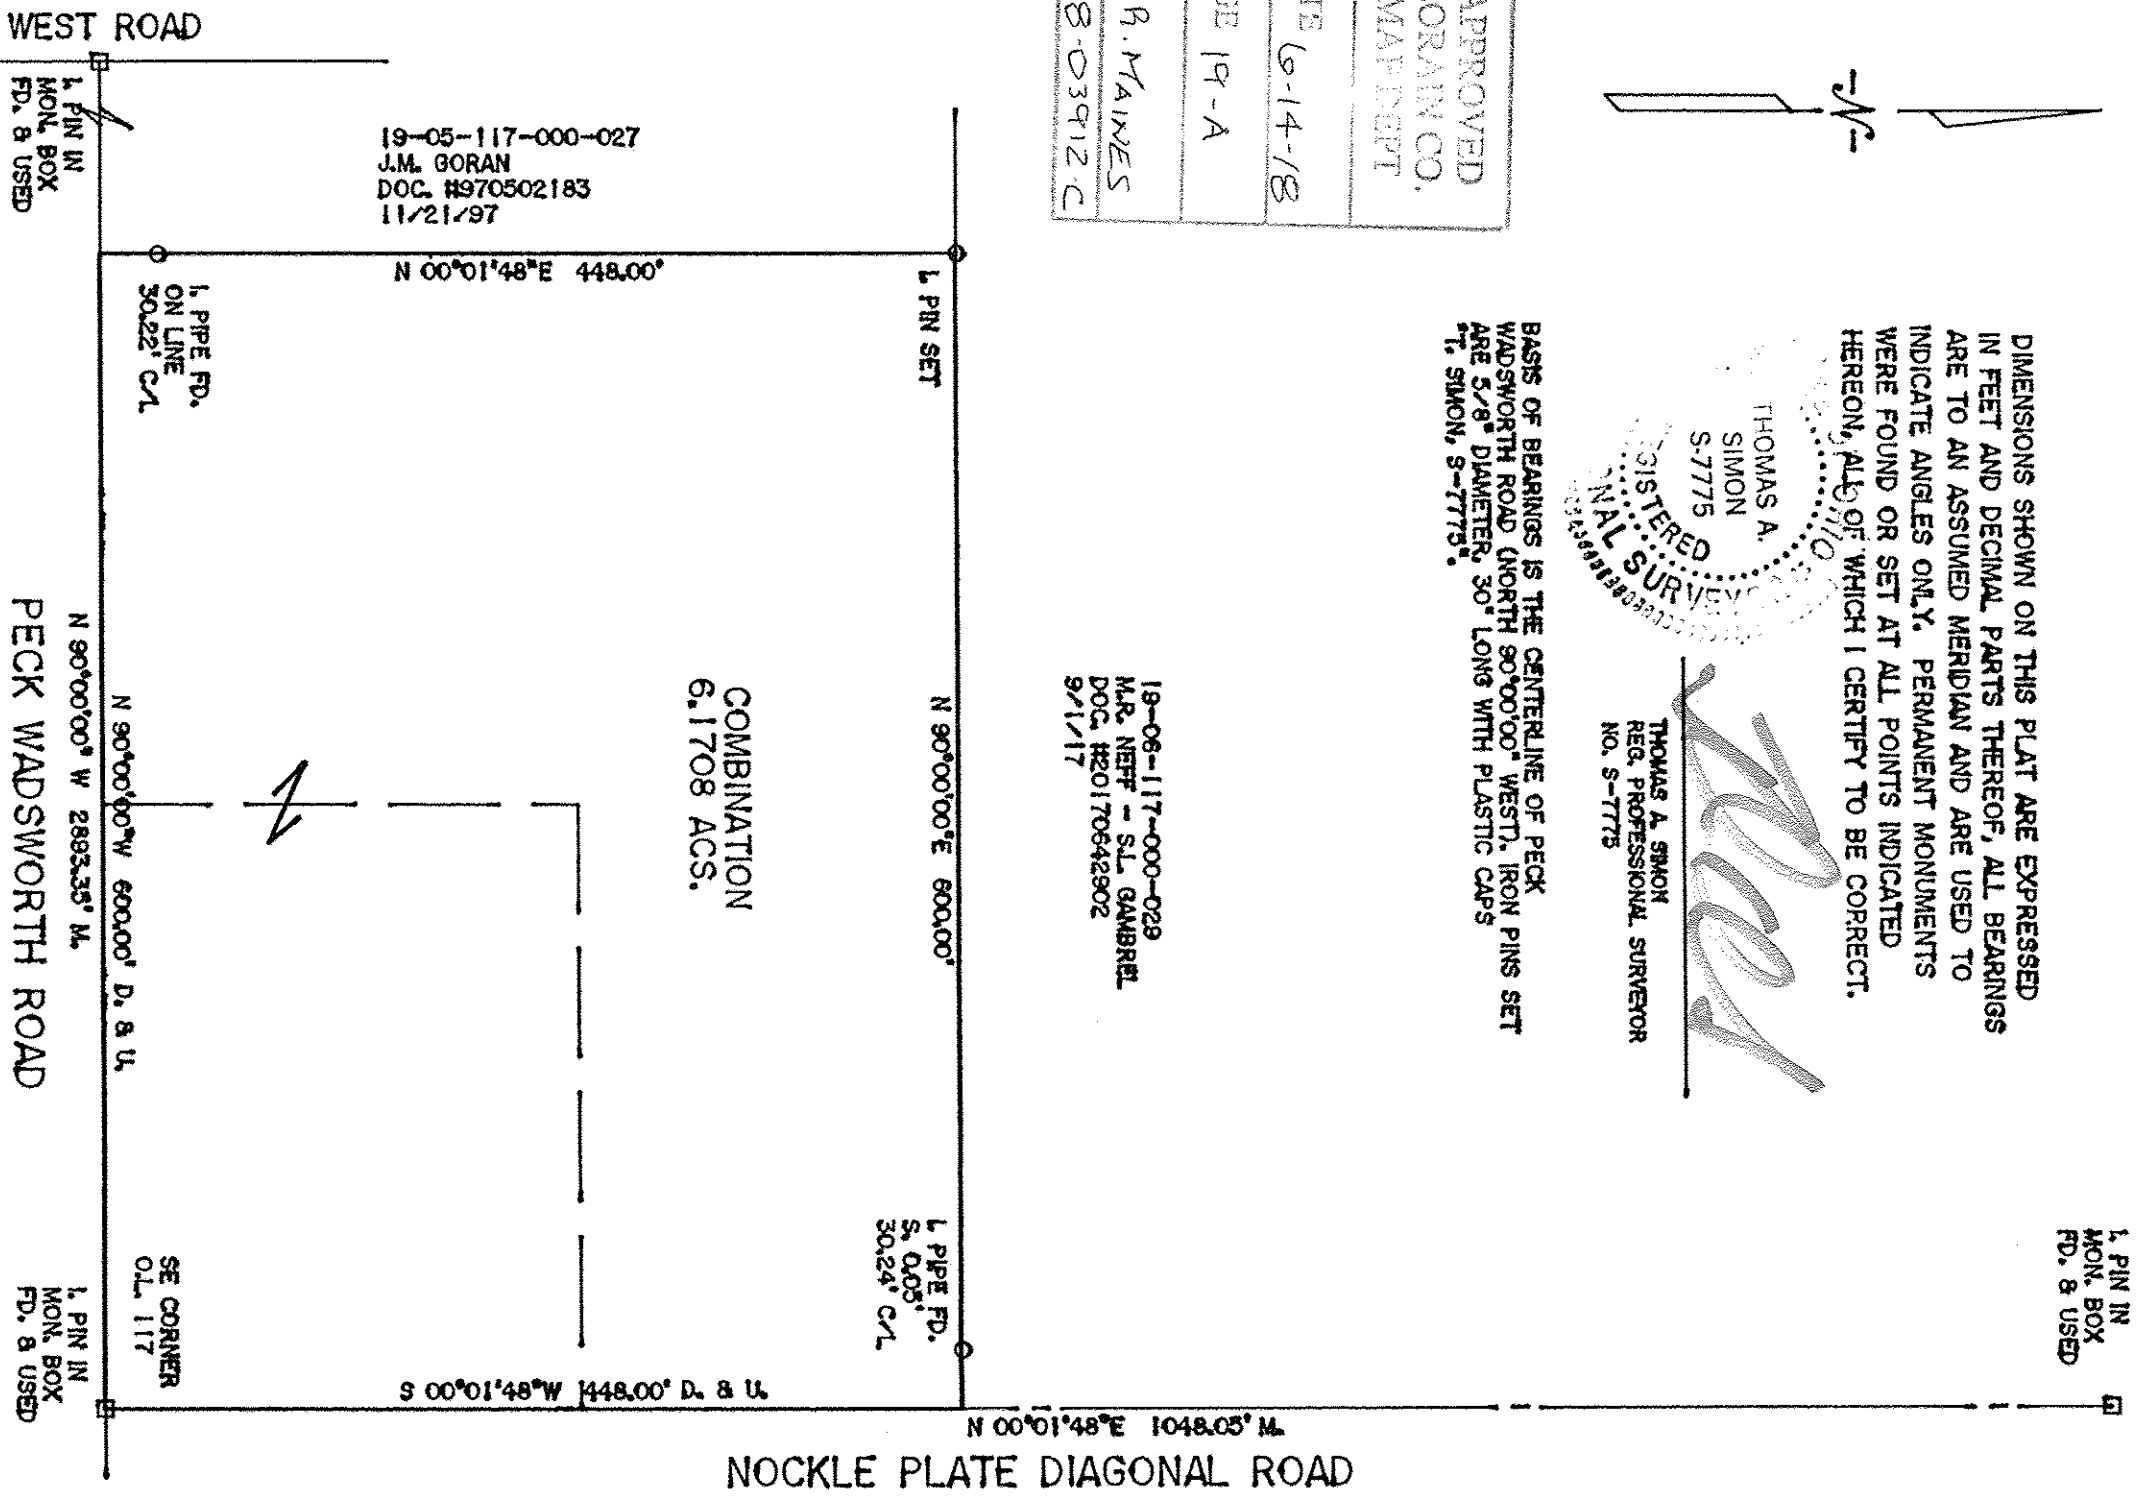 WEST ROAD
I. PIN IN
MON. BOX
FD. & USED
19-05-117-000-027
J.M. GORAN
DOC. #970502183
11/21/97
N 00°01'48"E 448.00'
I. PIPE FD.
ON LINE
30.22' C/L
I. PIN SET
APPROVED
LORAIN CO.
MAP DEPT
6-14-18
19-A
R. MAINES
8-03912-C
-N-
DIMENSIONS SHOWN ON THIS PLAT ARE EXPRESSED
IN FEET AND DECIMAL PARTS THEREOF, ALL BEARINGS
ARE TO AN ASSUMED MERIDIAN AND ARE USED TO
INDICATE ANGLES ONLY. PERMANENT MONUMENTS
WERE FOUND OR SET AT ALL POINTS INDICATED
HEREON, ALL OF WHICH I CERTIFY TO BE CORRECT.
THOMAS A.
SIMON
S-7775
THOMAS A. SIMON
REG. PROFESSIONAL SURVEYOR
NO. S-7775
BASIS OF BEARINGS IS THE CENTERLINE OF PECK
WADSWORTH ROAD (NORTH 90°00'00" WEST). IRON PINS SET
ARE 5/8" DIAMETER, 30" LONG WITH PLASTIC CAPS
"T. SIMON, S-7775".
19-06-117-000-029
M.R. NEFF - S.L. GAMBREL
DOC. #20170642902
9/1/17
N 90°00'00"E 600.00'
COMBINATION
6.1708 ACS.
N 90°00'00"W 600.00' D. & U.
N 90°00'00" W 2883.35' M.
PECK WADSWORTH ROAD
I. PIPE FD.
S. 0.05'
30.24' C/L
SE CORNER
O.L. 117
I. PIN IN
MON. BOX
FD. & USED
S 00°01'48"W 448.00' D. & U.
N 00°01'48"E 1048.05' M.
NOCKLE PLATE DIAGONAL ROAD
I. PIN IN
MON. BOX
FD. & USED